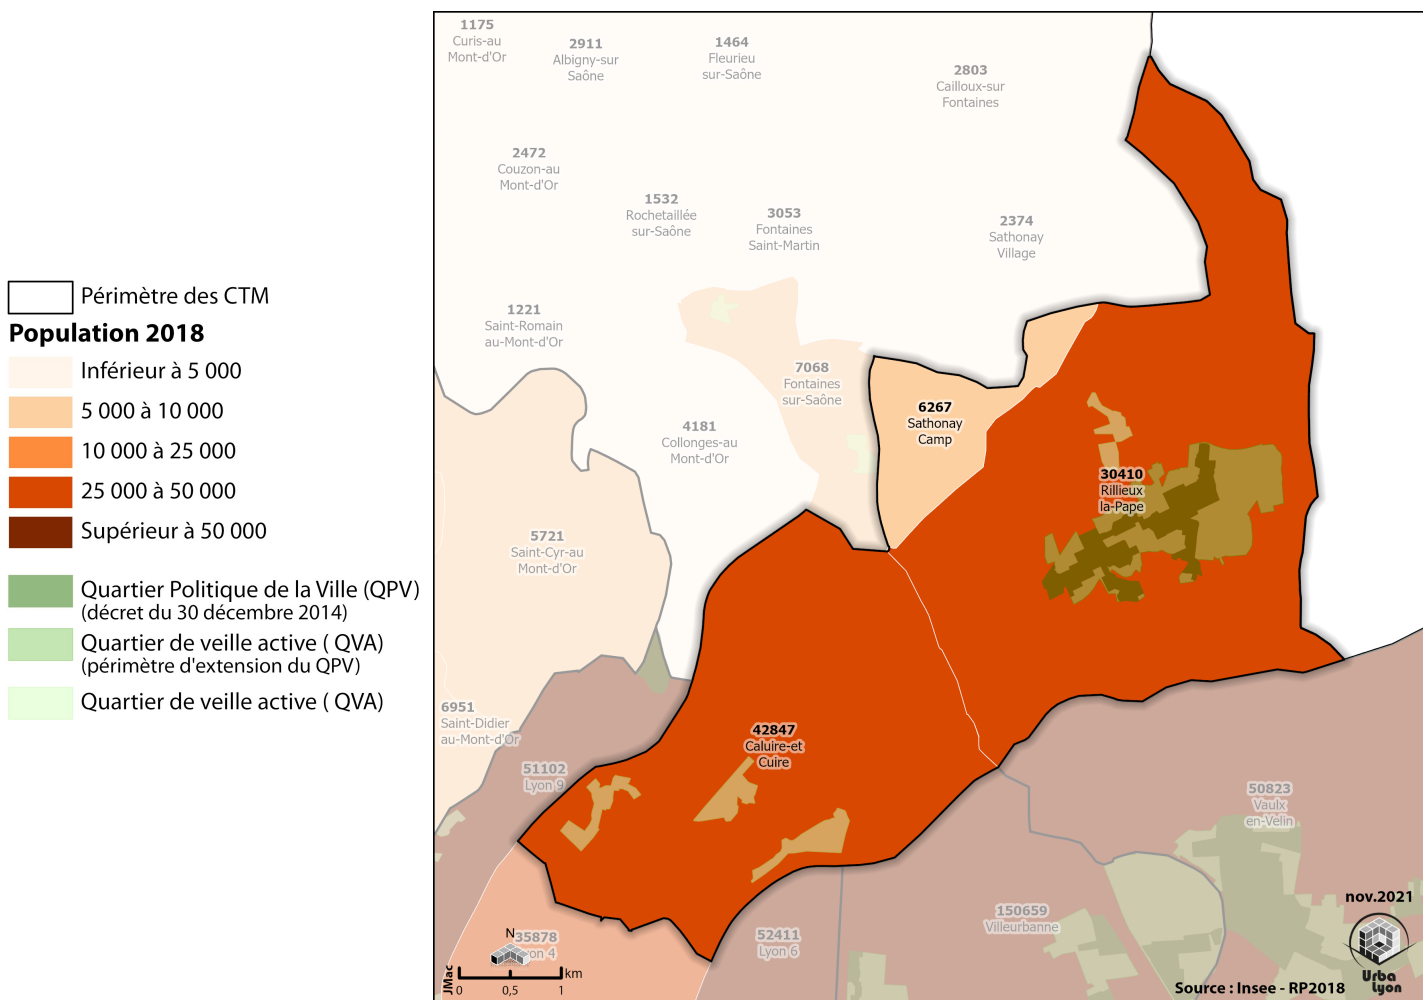 Périmètre des CTM
Population 2018
Inférieur à 5 000
5 000 à 10 000
10 000 à 25 000
25 000 à 50 000
Supérieur à 50 000
Quartier Politique de la Ville (QPV)
(décret du 30 décembre 2014)
Quartier de veille active ( QVA)
(périmètre d'extension du QPV)
Quartier de veille active ( QVA)
1175
Curis-au
Mont-d'Or
2911
Albigny-sur
Saône
1464
Fleurieu
sur-Saône
2803
Cailloux-sur
Fontaines
2472
Couzon-au
Mont-d'Or
1532
Rochetaillée
sur-Saône
3053
Fontaines
Saint-Martin
2374
Sathonay
Village
1221
Saint-Romain
au-Mont-d'Or
7068
Fontaines
sur-Saône
6267
Sathonay
Camp
4181
Collonges-au
Mont-d'Or
30410
Rillieux
la-Pape
5721
Saint-Cyr-au
Mont-d'Or
6951
Saint-Didier
au-Mont-d'Or
42847
Caluire-et
Cuire
51102
Lyon 9
50823
Vaulx
en-Velin
150659
Villeurbanne
52411
Lyon 6
35878
on 4
N
km
0
0,5
1
JMac
nov.2021
Urba
Lyon
Source : Insee - RP2018